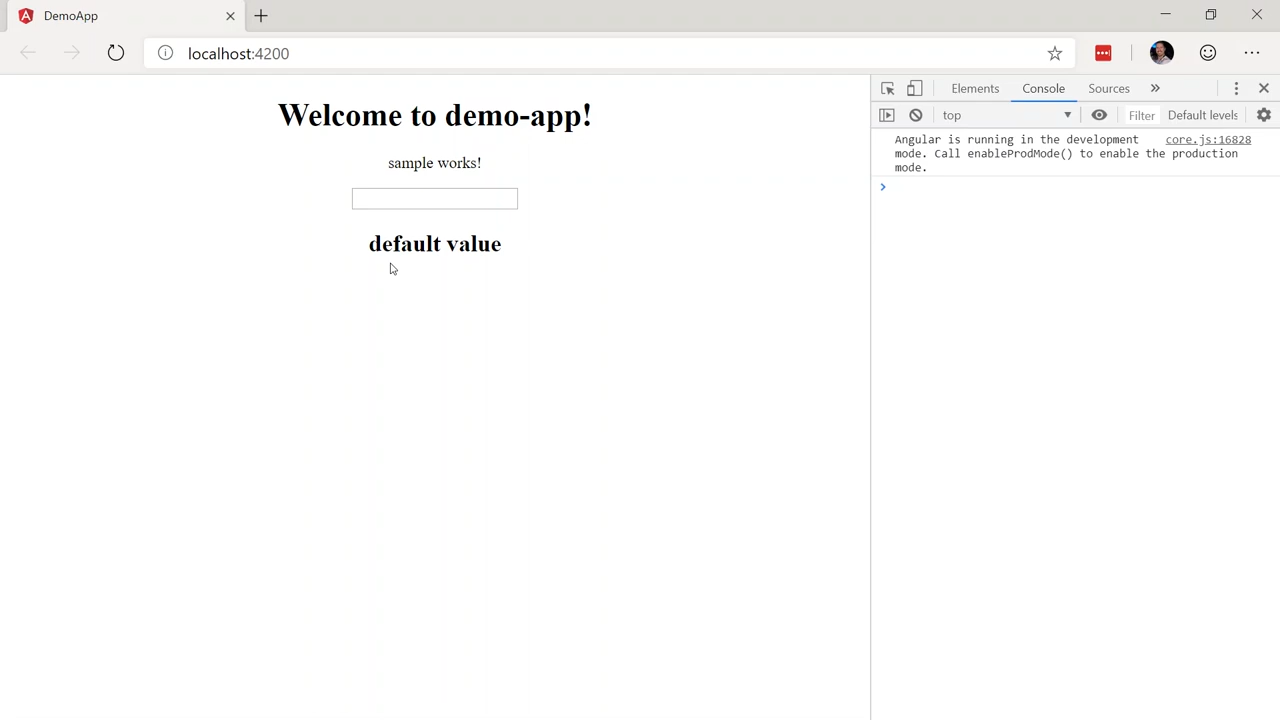 DemoApp
localhost:4200
Elements
Console
Sources
top
Filter
Default levels
Welcome to demo-app!
sample works!
default value
Angular is running in the development core.js:16828
mode. Call enableProdMode() to enable the production
mode.